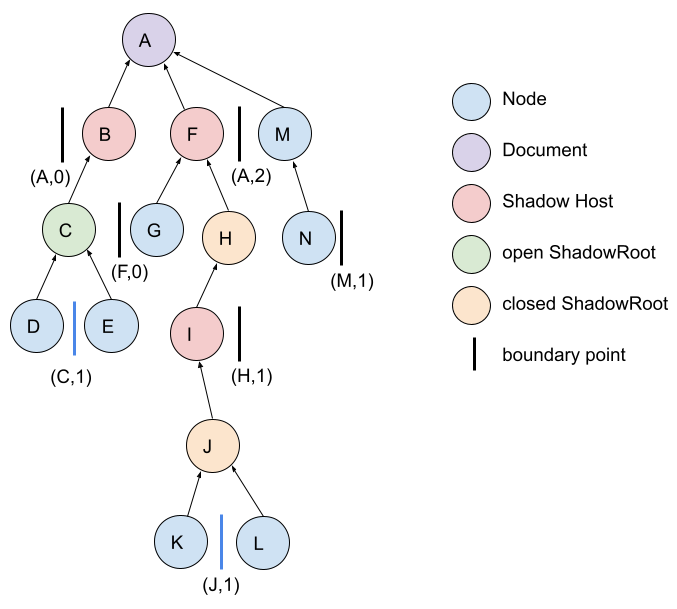 A
B
F
M
(A,0)
(A,2)
C
G
H
N
(F,0)
(M,1)
D
E
I
(C,1)
(H,1)
J
K
L
(J,1)
Node
Document
Shadow Host
open ShadowRoot
closed ShadowRoot
boundary point